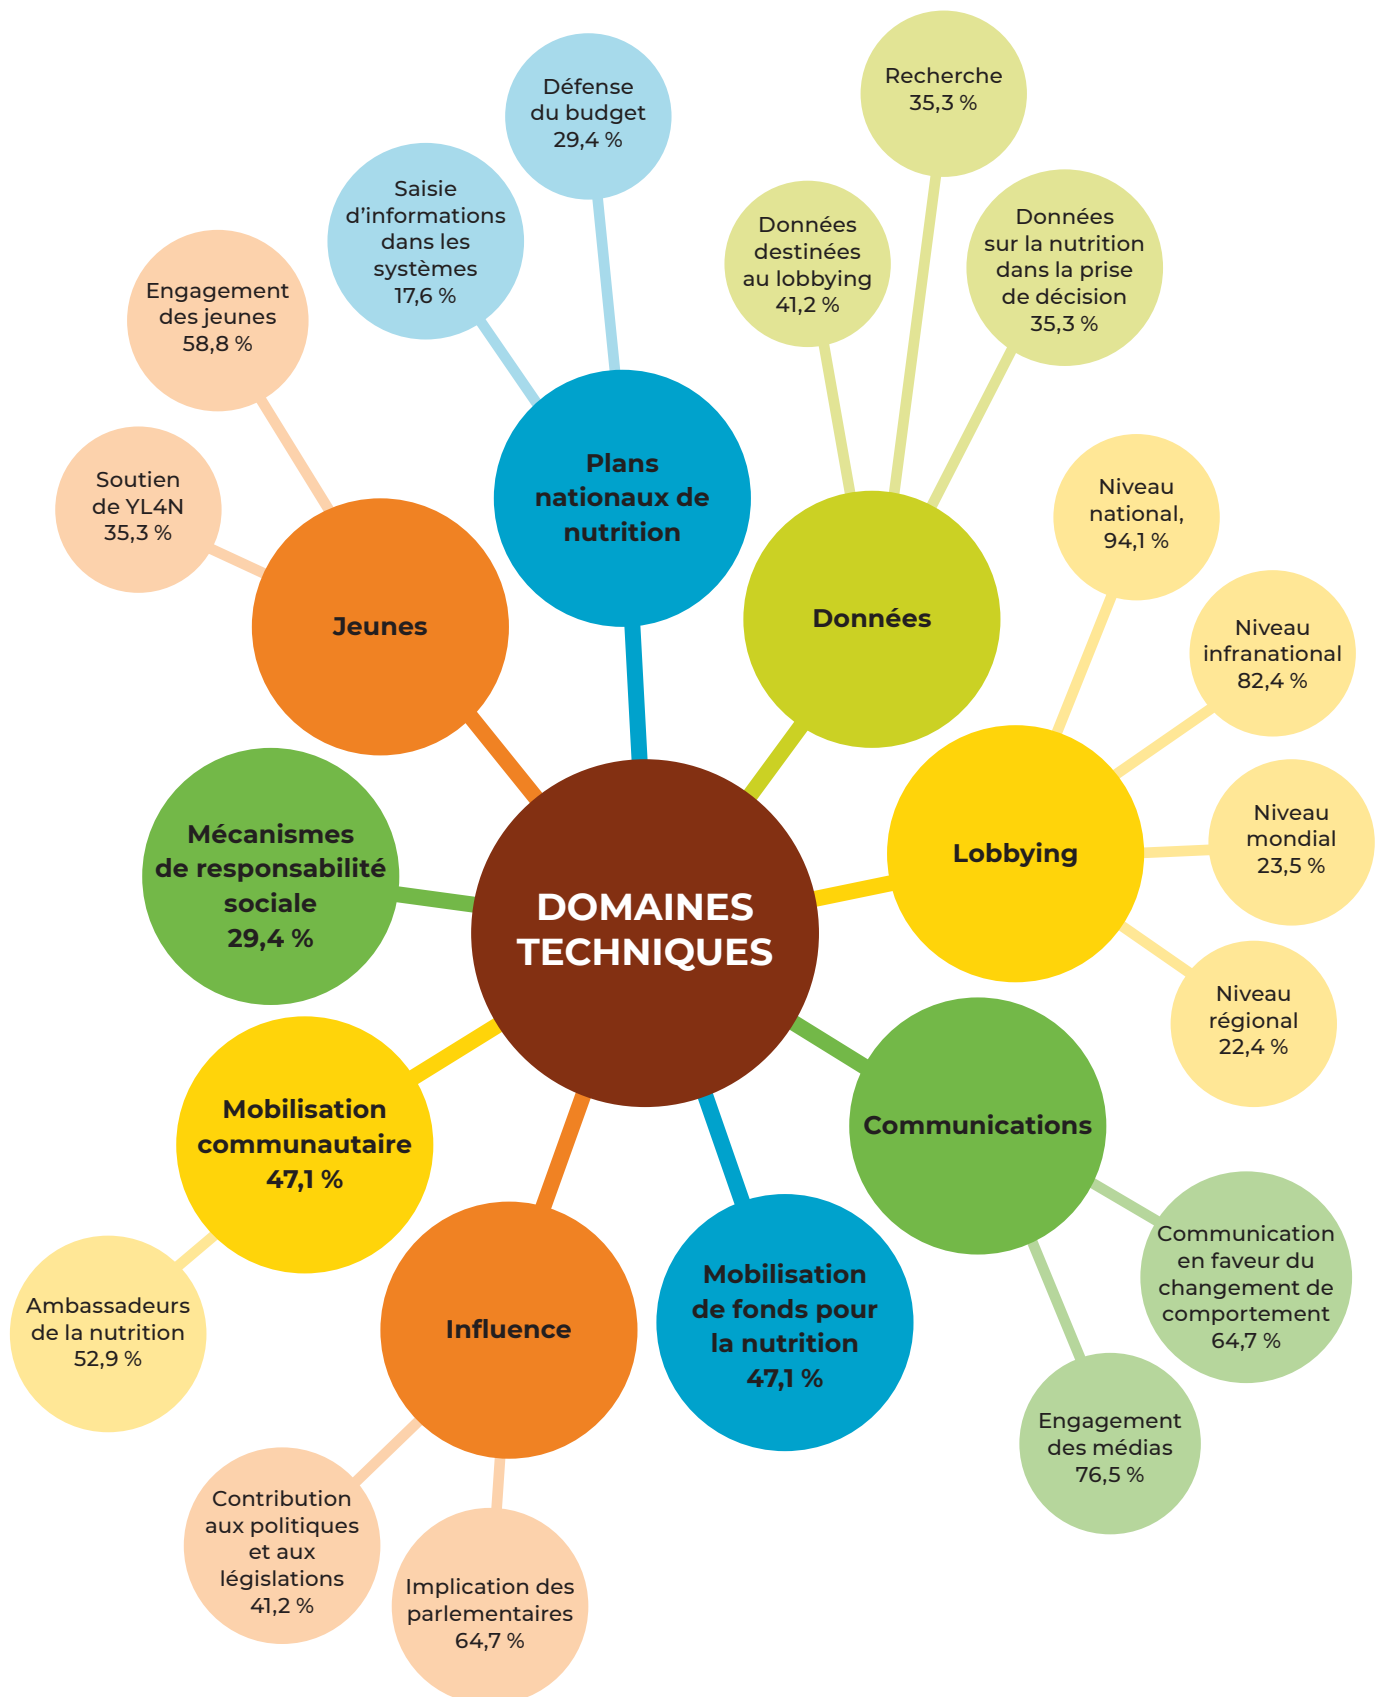 Recherche
35,3 %
Défense
du budget
29,4 %
Saisie
d’informations
dans les
systèmes
17,6 %
Données
destinées
au lobbying
41,2 %
Données
sur la nutrition
dans la prise
de décision
35,3 %
Engagement
des jeunes
58,8 %
Soutien
de YL4N
35,3 %
Plans
nationaux de
nutrition
Niveau
national,
94,1 %
Jeunes
Données
Niveau
infranational
82,4 %
Mécanismes
de responsabilité
sociale
29,4 %
DOMAINES
TECHNIQUES
Lobbying
Niveau
mondial
23,5 %
Niveau
régional
22,4 %
Mobilisation
communautaire
47,1 %
Communications
Ambassadeurs
de la nutrition
52,9 %
Influence
Mobilisation
de fonds pour
la nutrition
47,1 %
Communication
en faveur du
changement de
comportement
64,7 %
Engagement
des médias
76,5 %
Contribution
aux politiques
et aux
législations
41,2 %
Implication des
parlementaires
64,7 %